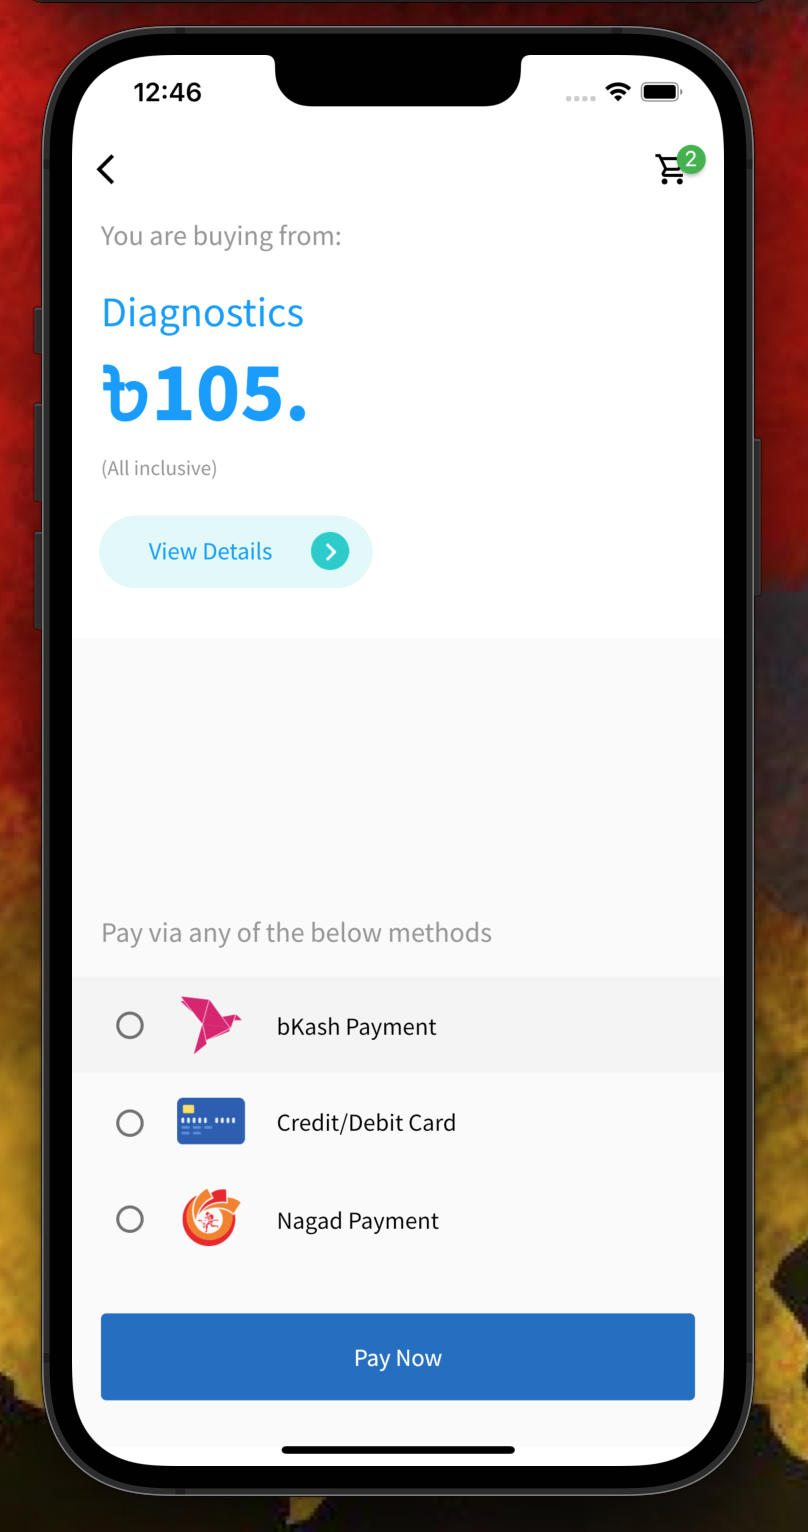 12:46
2
You are buying from:
Diagnostics
৳105.
(All inclusive)
View Details
Pay via any of the below methods
bKash Payment
Credit/Debit Card
Nagad Payment
Pay Now